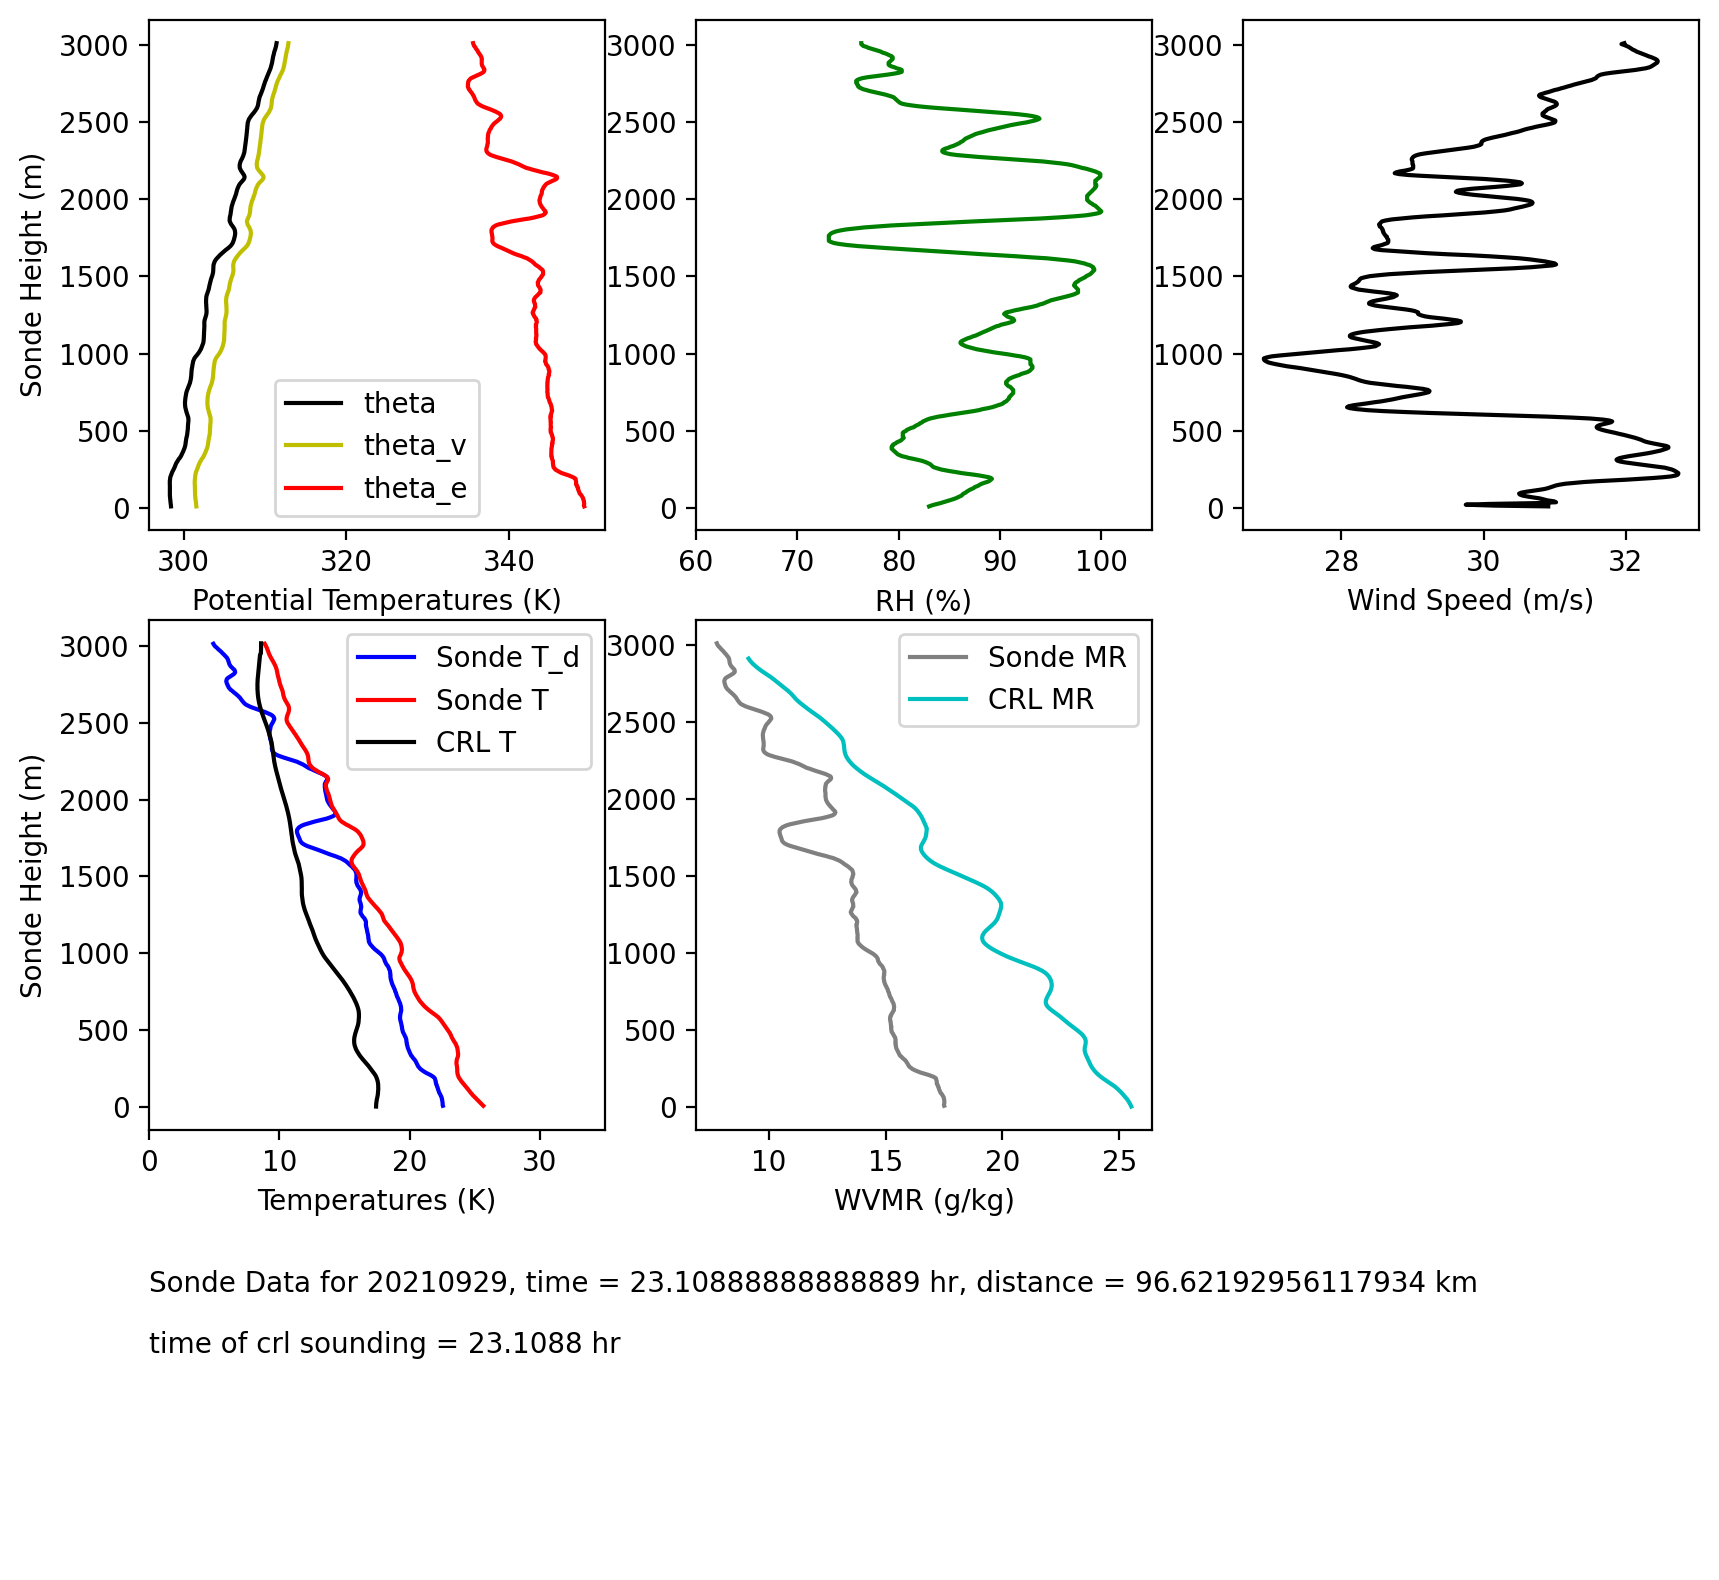 3000
2500
2000
1500
1000
500
0
Sonde Height (m)
300 320 340
Potential Temperatures (K)
theta
theta_v
theta_e
3000
2500
2000
1500
1000
500
0
60 70 80 90 100
RH (%)
3000
2500
2000
1500
1000
500
0
28 30 32
Wind Speed (m/s)
3000
2500
2000
1500
1000
500
0
Sonde Height (m)
0 10 20 30
Temperatures (K)
Sonde T_d
Sonde T
CRL T
3000
2500
2000
1500
1000
500
0
10 15 20 25
WVMR (g/kg)
Sonde MR
CRL MR
Sonde Data for 20210929, time = 23.10888888888889 hr, distance = 96.62192956117934 km
time of crl sounding = 23.1088 hr